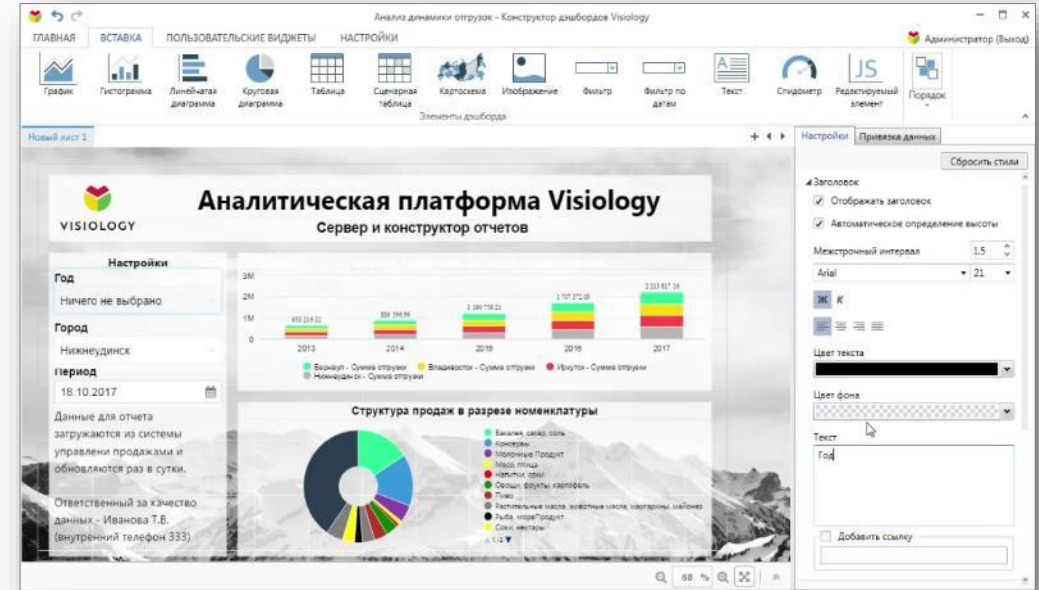 Анализ динамики отгрузок - Конструктор дэшбордов Visiology
ГЛАВНАЯ ВСТАВКА ПОЛЬЗОВАТЕЛЬСКИЕ ВИДЖЕТЫ НАСТРОЙКИ
Администратор (Выход)
График Гистограмма Линейчатая диаграмма Круговая диаграмма Таблица Сценарная таблица Картосхема Изображение Фильтр Фильтр по датам Текст Спидометр JS Редактируемый элемент Порядок
Элементы дэшборда
Новый лист 1
Настройки Привязка данных
Сбросить стили
VISIOLOGY
Аналитическая платформа Visiology
Сервер и конструктор отчетов
Настройки
Год
Ничего не выбрано
Город
Нижнеудинск
Период
18.10.2017
Данные для отчета
загружаются из системы
управлени продажами и
обновляются раз в сутки.
Ответственный за качество
данных - Иванова Т.В.
(внутренний телефон 333)
3M
2M
1M
0
2013 2014 2015 2016 2017
Барнаул - Сумма отгрузки Владивосток - Сумма отгрузки Иркутск - Сумма отгрузки
Нижнеудинск - Сумма отгрузки
Структура продаж в разрезе номенклатуры
Бакалея, сахар, соль
Консервы
Молочные Продукт
Мясо, птица
Напитки, соки
Овощи, фрукты, картофель
Пиво
Растительные масла, животные масла, маргарины, майонез
Рыба, мореПродукт
Соки, нектары
1/2
Заголовок
Отображать заголовок
Автоматическое определение высоты
Межстрочный интервал 1.5
Arial 21
Ж К
Цвет текста
Цвет фона
Текст
Год
Добавить ссылку
68 %